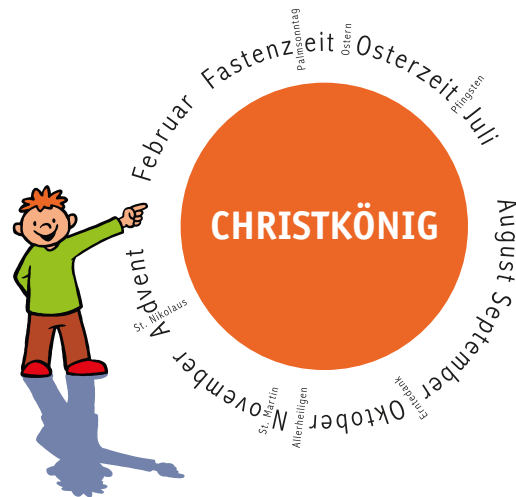 CHRISTKÖNIG
Februar
Fastenzeit
Palmsonntag
Ostern
Osterzeit
Pfingsten
Juli
August
September
Erntedank
Oktober
Allerheiligen
St. Martin
November
St. Nikolaus
Advent